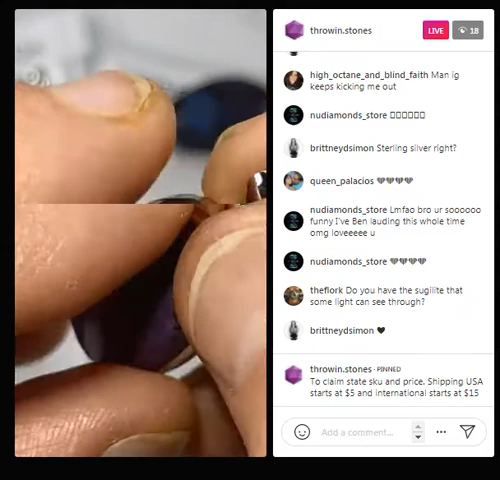 throwin.stones
LIVE
18
high_octane_and_blind_faith Man ig
keeps kicking me out
nudiamonds_store □□□□□□
brittneydsimon Sterling silver right?
queen_palacios 💔💔💔💔
nudiamonds_store Lmfao bro ur soooooo
funny I've Ben lauding this whole time
omg loveeeee u
nudiamonds_store 💔💔💔💔
theflork Do you have the sugilite that
some light can see through?
brittneydsimon ❤
throwin.stones · PINNED
To claim state sku and price. Shipping USA
starts at $5 and international starts at $15
Add a comment...